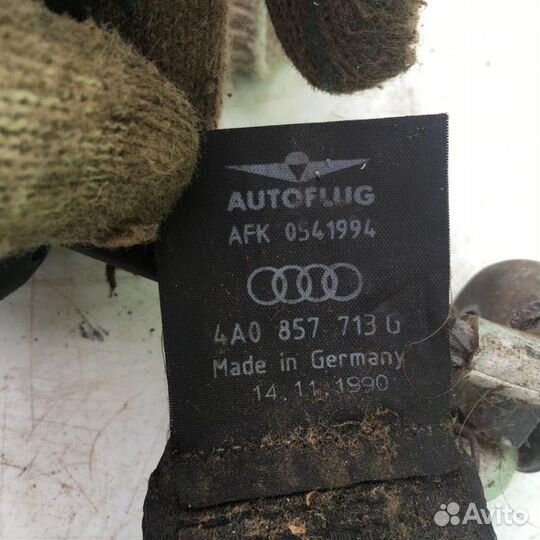 AUTOFLUG
AFK 0541994
4A0 857 713 G
Made in Germany
14.11.1990
Avito